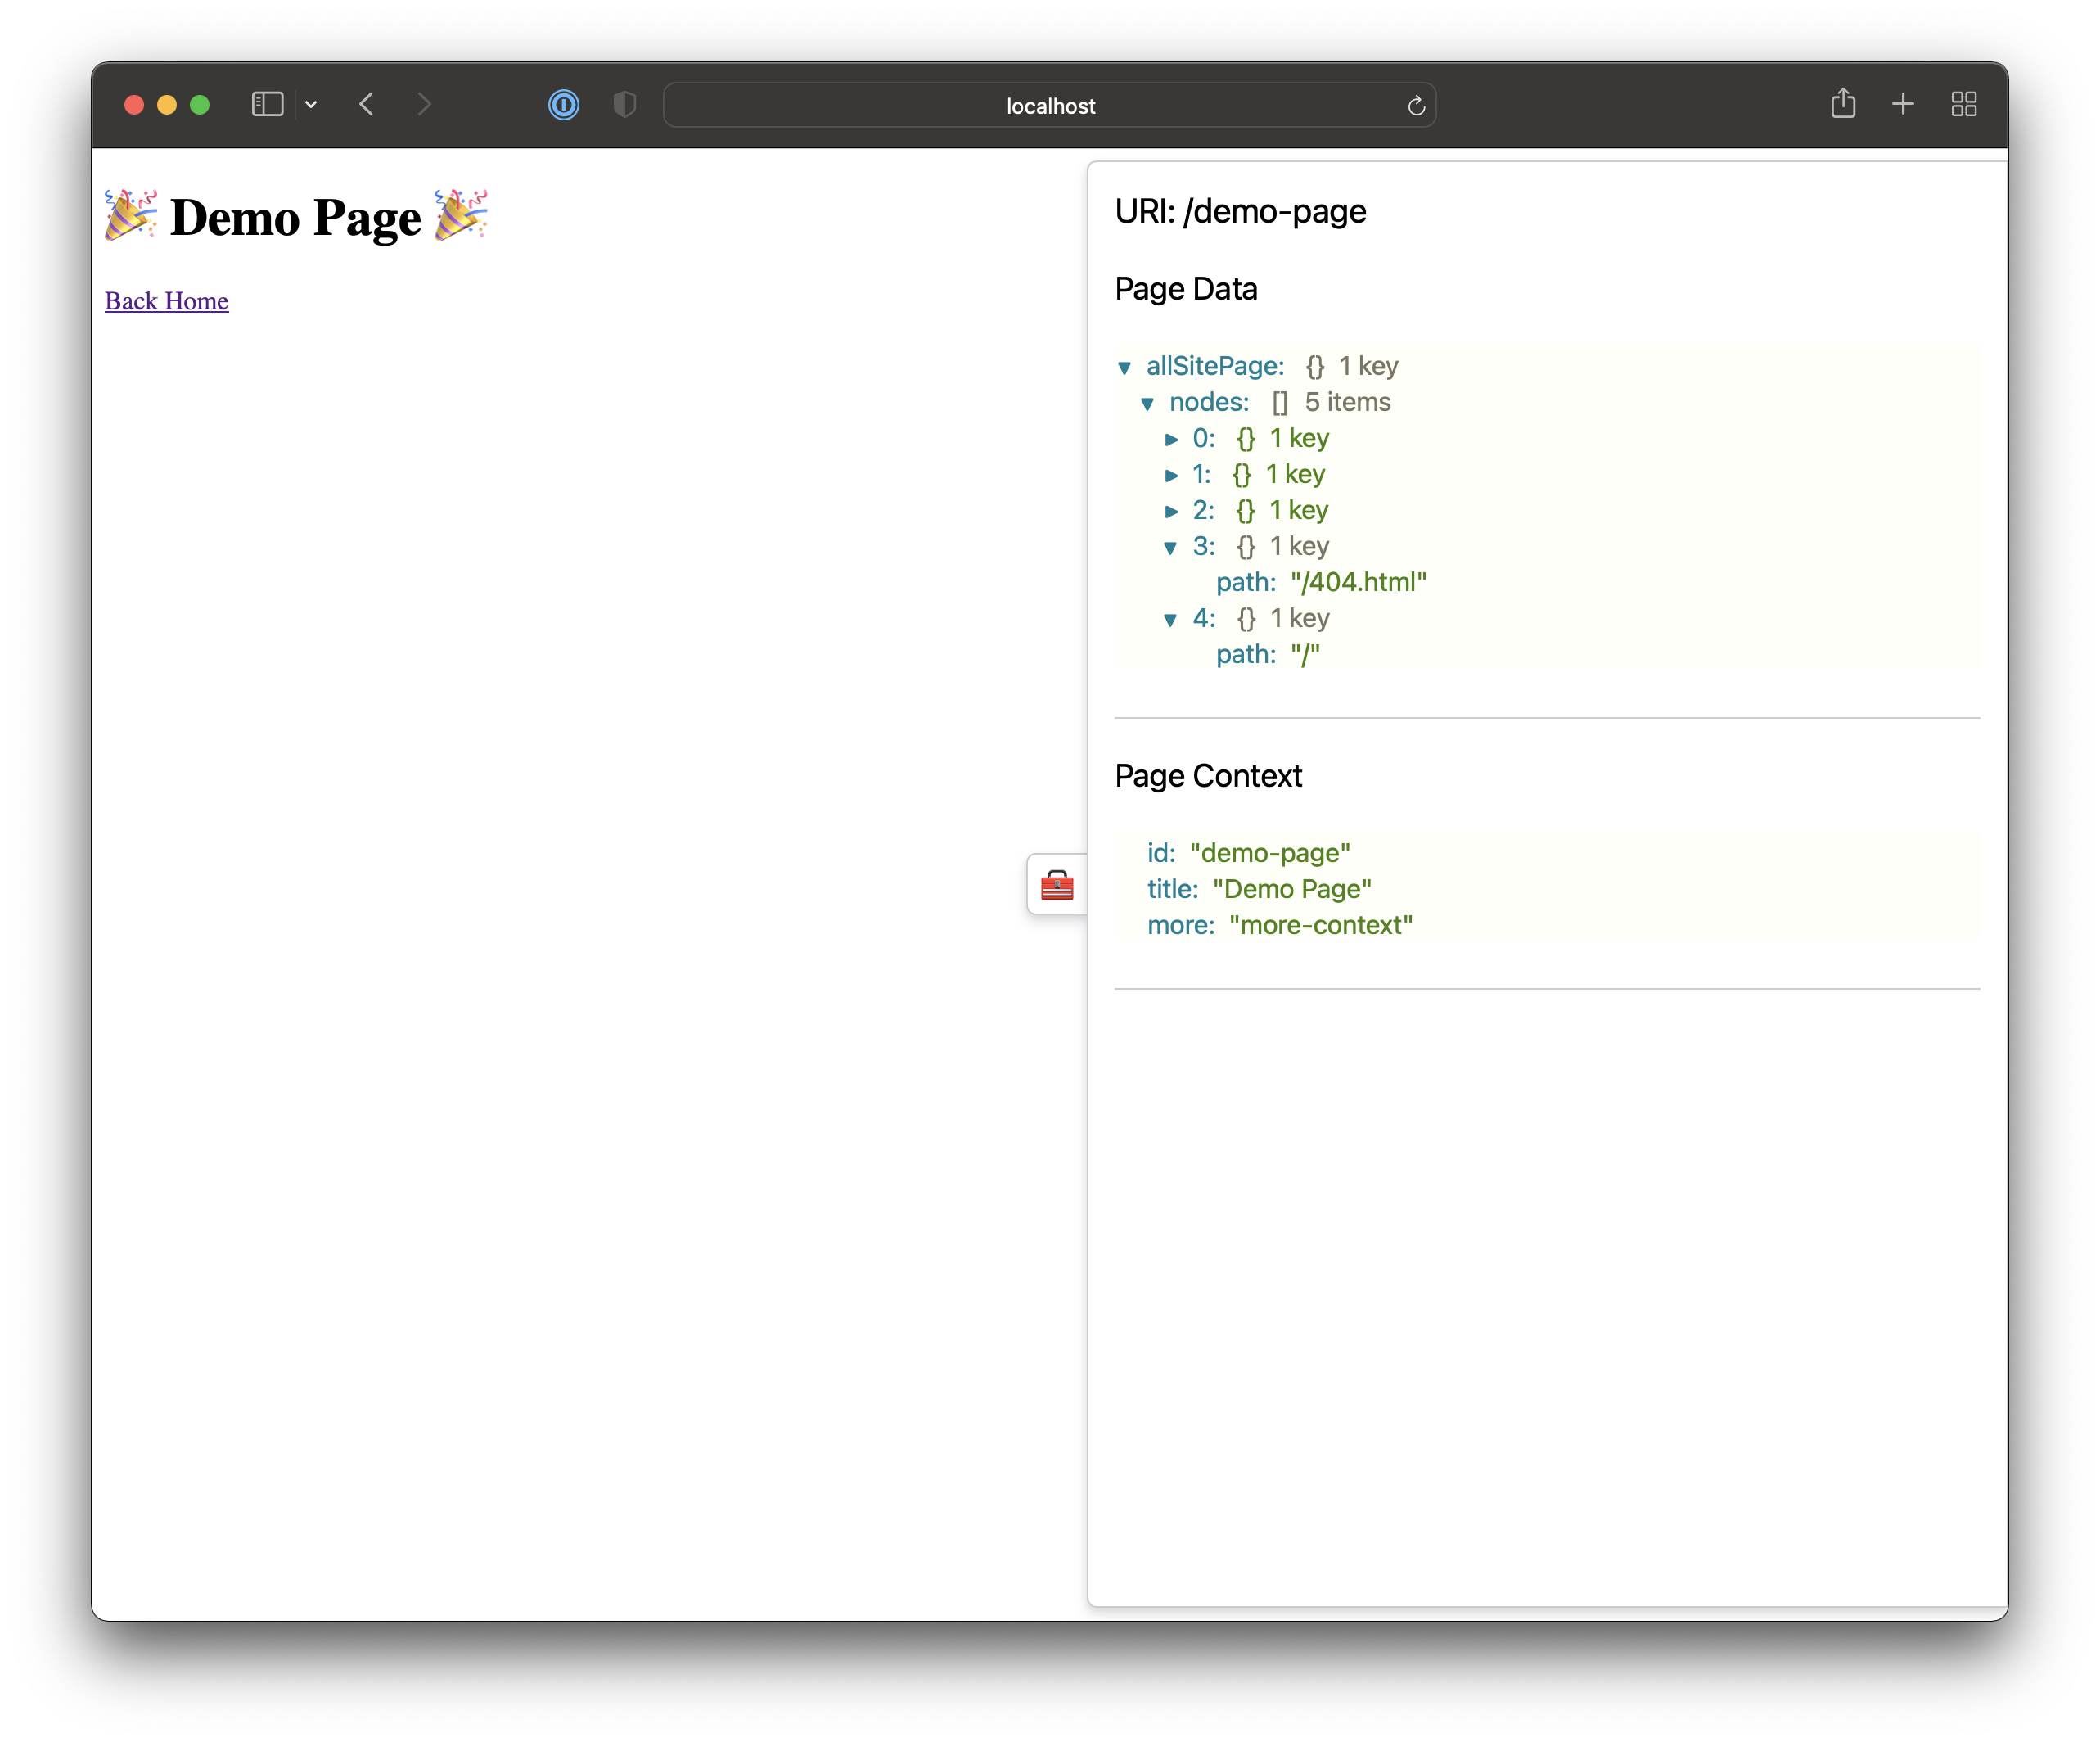 localhost
🎉 Demo Page 🎉
Back Home
URI: /demo-page
Page Data
▼ allSitePage: {} 1 key
▼ nodes: [] 5 items
▶ 0: {} 1 key
▶ 1: {} 1 key
▶ 2: {} 1 key
▼ 3: {} 1 key
path: "/404.html"
▼ 4: {} 1 key
path: "/"
Page Context
id: "demo-page"
title: "Demo Page"
more: "more-context"